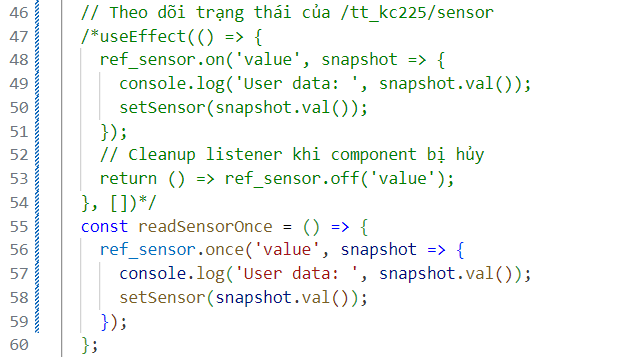 46 // Theo dõi trạng thái của /tt_kc225/sensor
47 /*useEffect(() => {
48 ref_sensor.on('value', snapshot => {
49 console.log('User data: ', snapshot.val());
50 setSensor(snapshot.val());
51 });
52 // Cleanup listener khi component bị hủy
53 return () => ref_sensor.off('value');
54 }, [])*/
55 const readSensorOnce = () => {
56 ref_sensor.once('value', snapshot => {
57 console.log('User data: ', snapshot.val());
58 setSensor(snapshot.val());
59 });
60 };